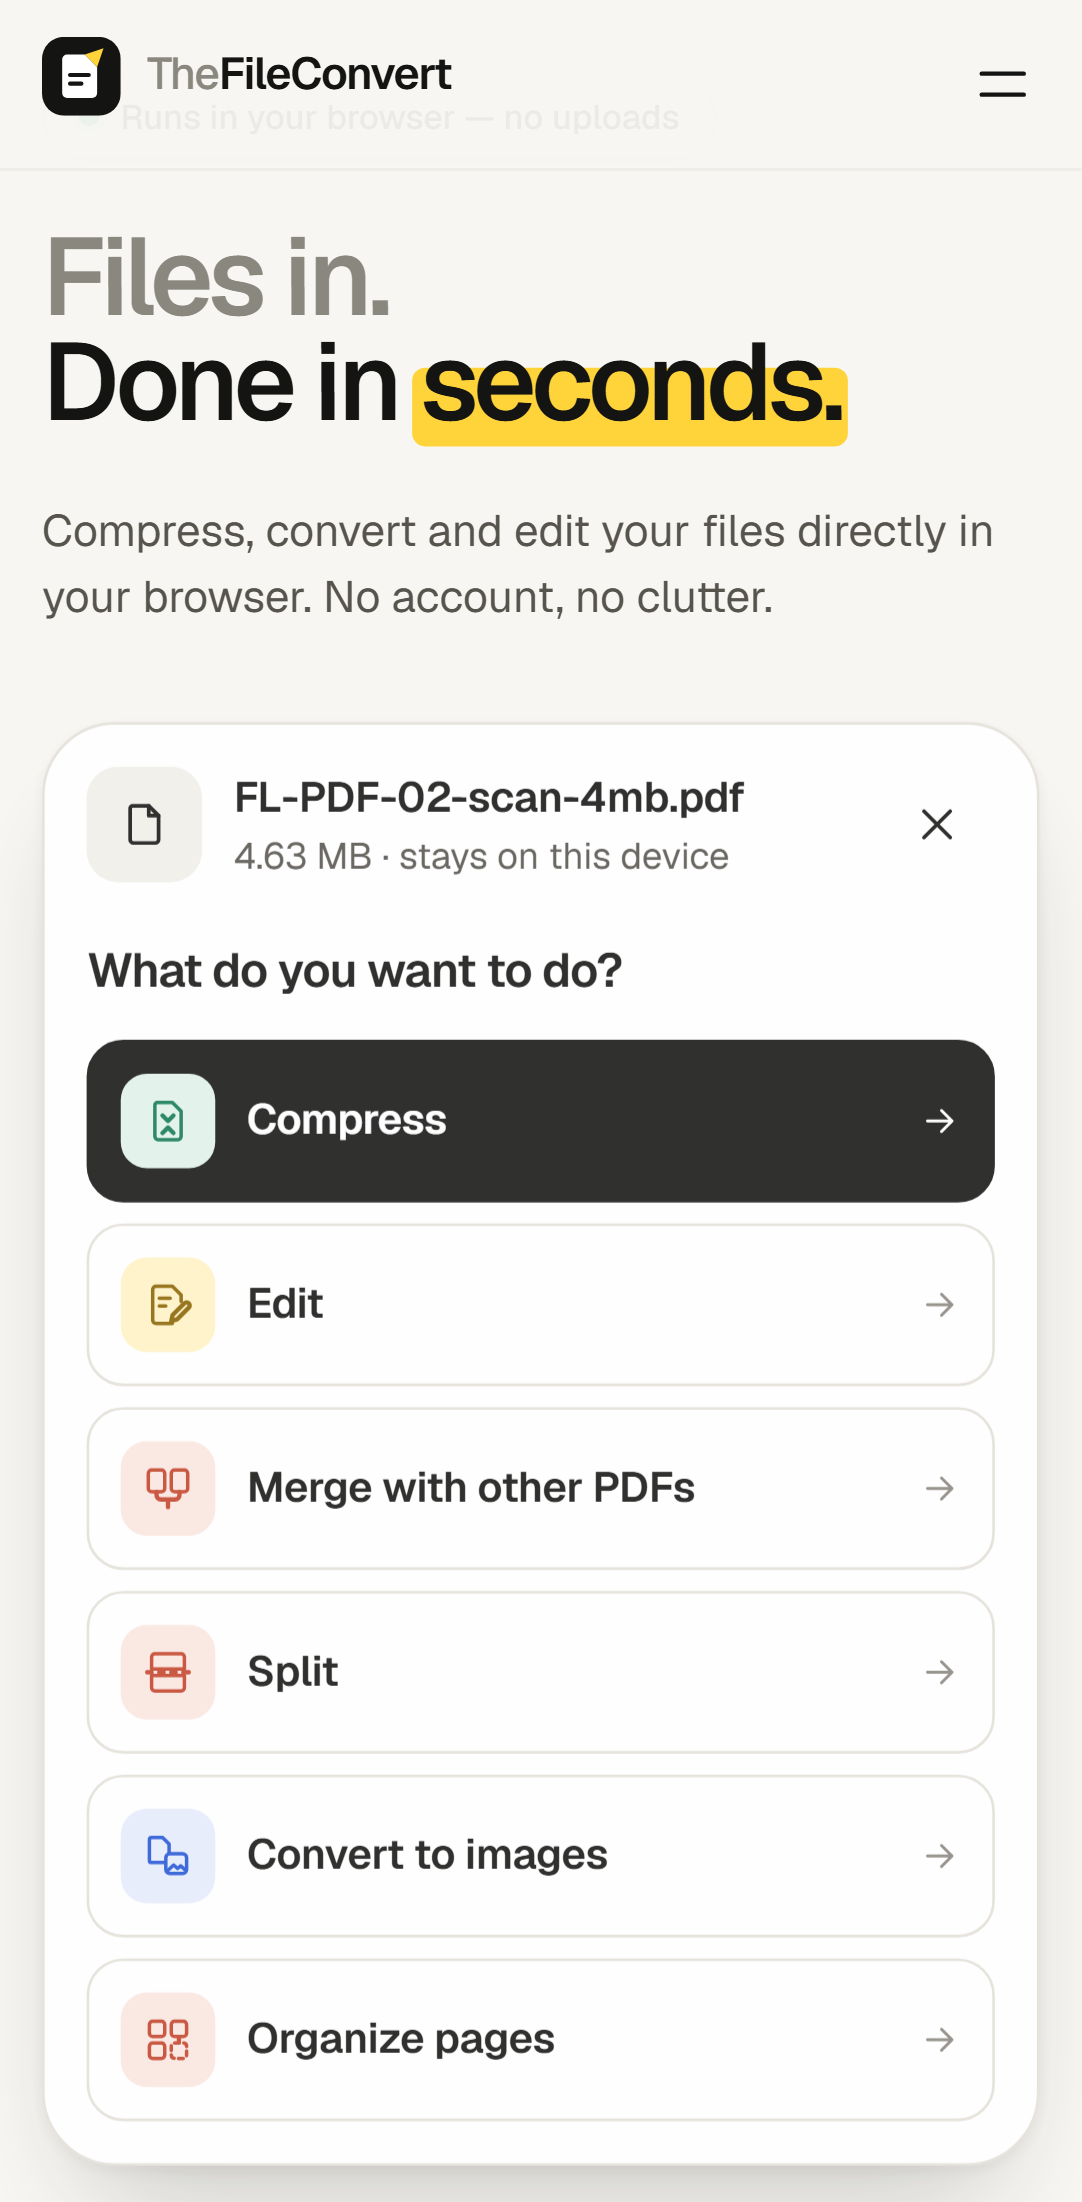 TheFileConvert
Runs in your browser — no uploads
Files in.
Done in seconds.
Compress, convert and edit your files directly in
your browser. No account, no clutter.
FL-PDF-02-scan-4mb.pdf
4.63 MB · stays on this device
What do you want to do?
Compress
Edit
Merge with other PDFs
Split
Convert to images
Organize pages